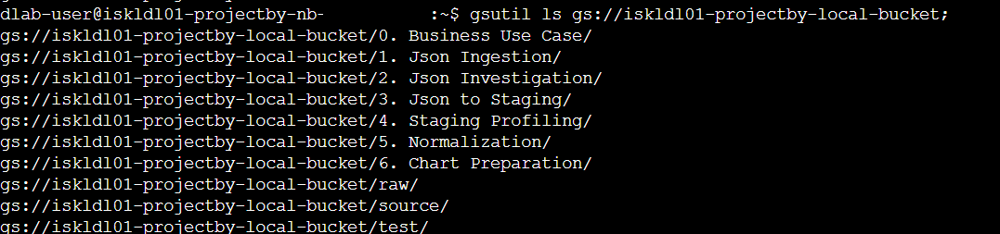 dlab-user@iskldl01-projectby-nb- :~$ gsutil ls gs://iskldl01-projectby-local-bucket;
gs://iskldl01-projectby-local-bucket/0. Business Use Case/
gs://iskldl01-projectby-local-bucket/1. Json Ingestion/
gs://iskldl01-projectby-local-bucket/2. Json Investigation/
gs://iskldl01-projectby-local-bucket/3. Json to Staging/
gs://iskldl01-projectby-local-bucket/4. Staging Profiling/
gs://iskldl01-projectby-local-bucket/5. Normalization/
gs://iskldl01-projectby-local-bucket/6. Chart Preparation/
gs://iskldl01-projectby-local-bucket/raw/
gs://iskldl01-projectby-local-bucket/source/
gs://iskldl01-projectby-local-bucket/test/